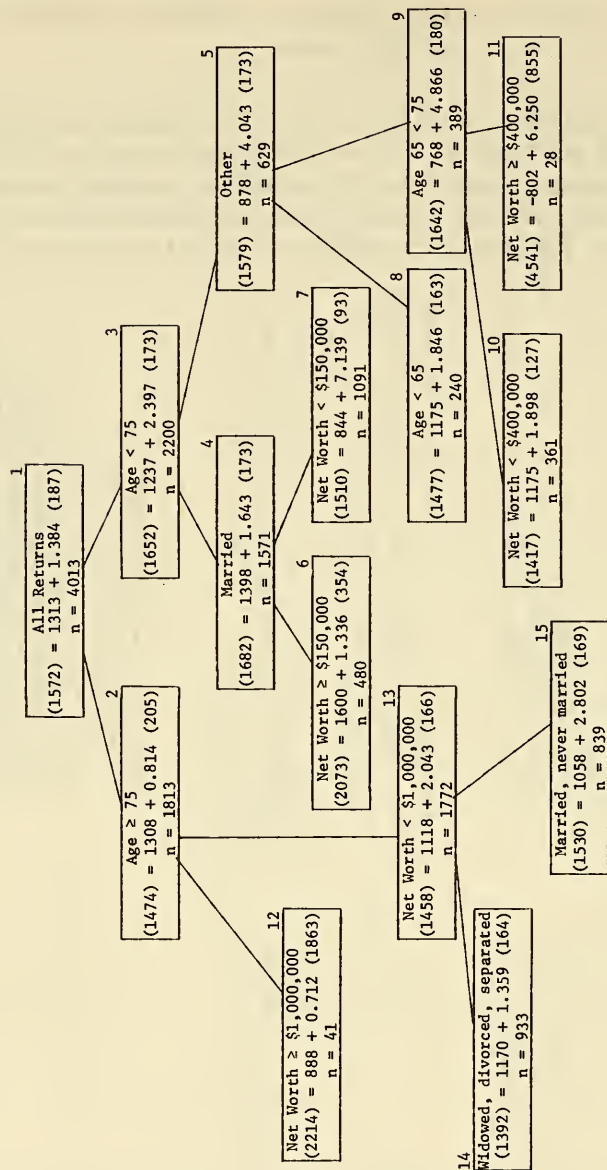 1
All Returns
(1572) = 1313 + 1.384 (187)
n = 4013
2
Age ≥ 75
(1474) = 1308 + 0.814 (205)
n = 1813
3
Age < 75
(1652) = 1237 + 2.397 (173)
n = 2200
4
Married
(1682) = 1398 + 1.643 (173)
n = 1571
5
Other
(1579) = 878 + 4.043 (173)
n = 629
12
Net Worth ≥ $1,000,000
(2214) = 888 + 0.712 (1863)
n = 41
6
Net Worth ≥ $150,000
(2073) = 1600 + 1.336 (354)
n = 480
7
Net Worth < $150,000
(1510) = 844 + 7.139 (93)
n = 1091
13
Net Worth < $1,000,000
(1458) = 1118 + 2.043 (166)
n = 1772
8
Age < 65
(1477) = 1175 + 1.846 (163)
n = 240
9
Age 65 < 75
(1642) = 768 + 4.866 (180)
n = 389
14
Widowed, divorced, separated
(1392) = 1170 + 1.359 (164)
n = 933
15
Married, never married
(1530) = 1058 + 2.802 (169)
n = 839
10
Net Worth < $400,000
(1417) = 1175 + 1.898 (127)
n = 361
11
Net Worth ≥ $400,000
(4541) = -802 + 6.250 (855)
n = 28